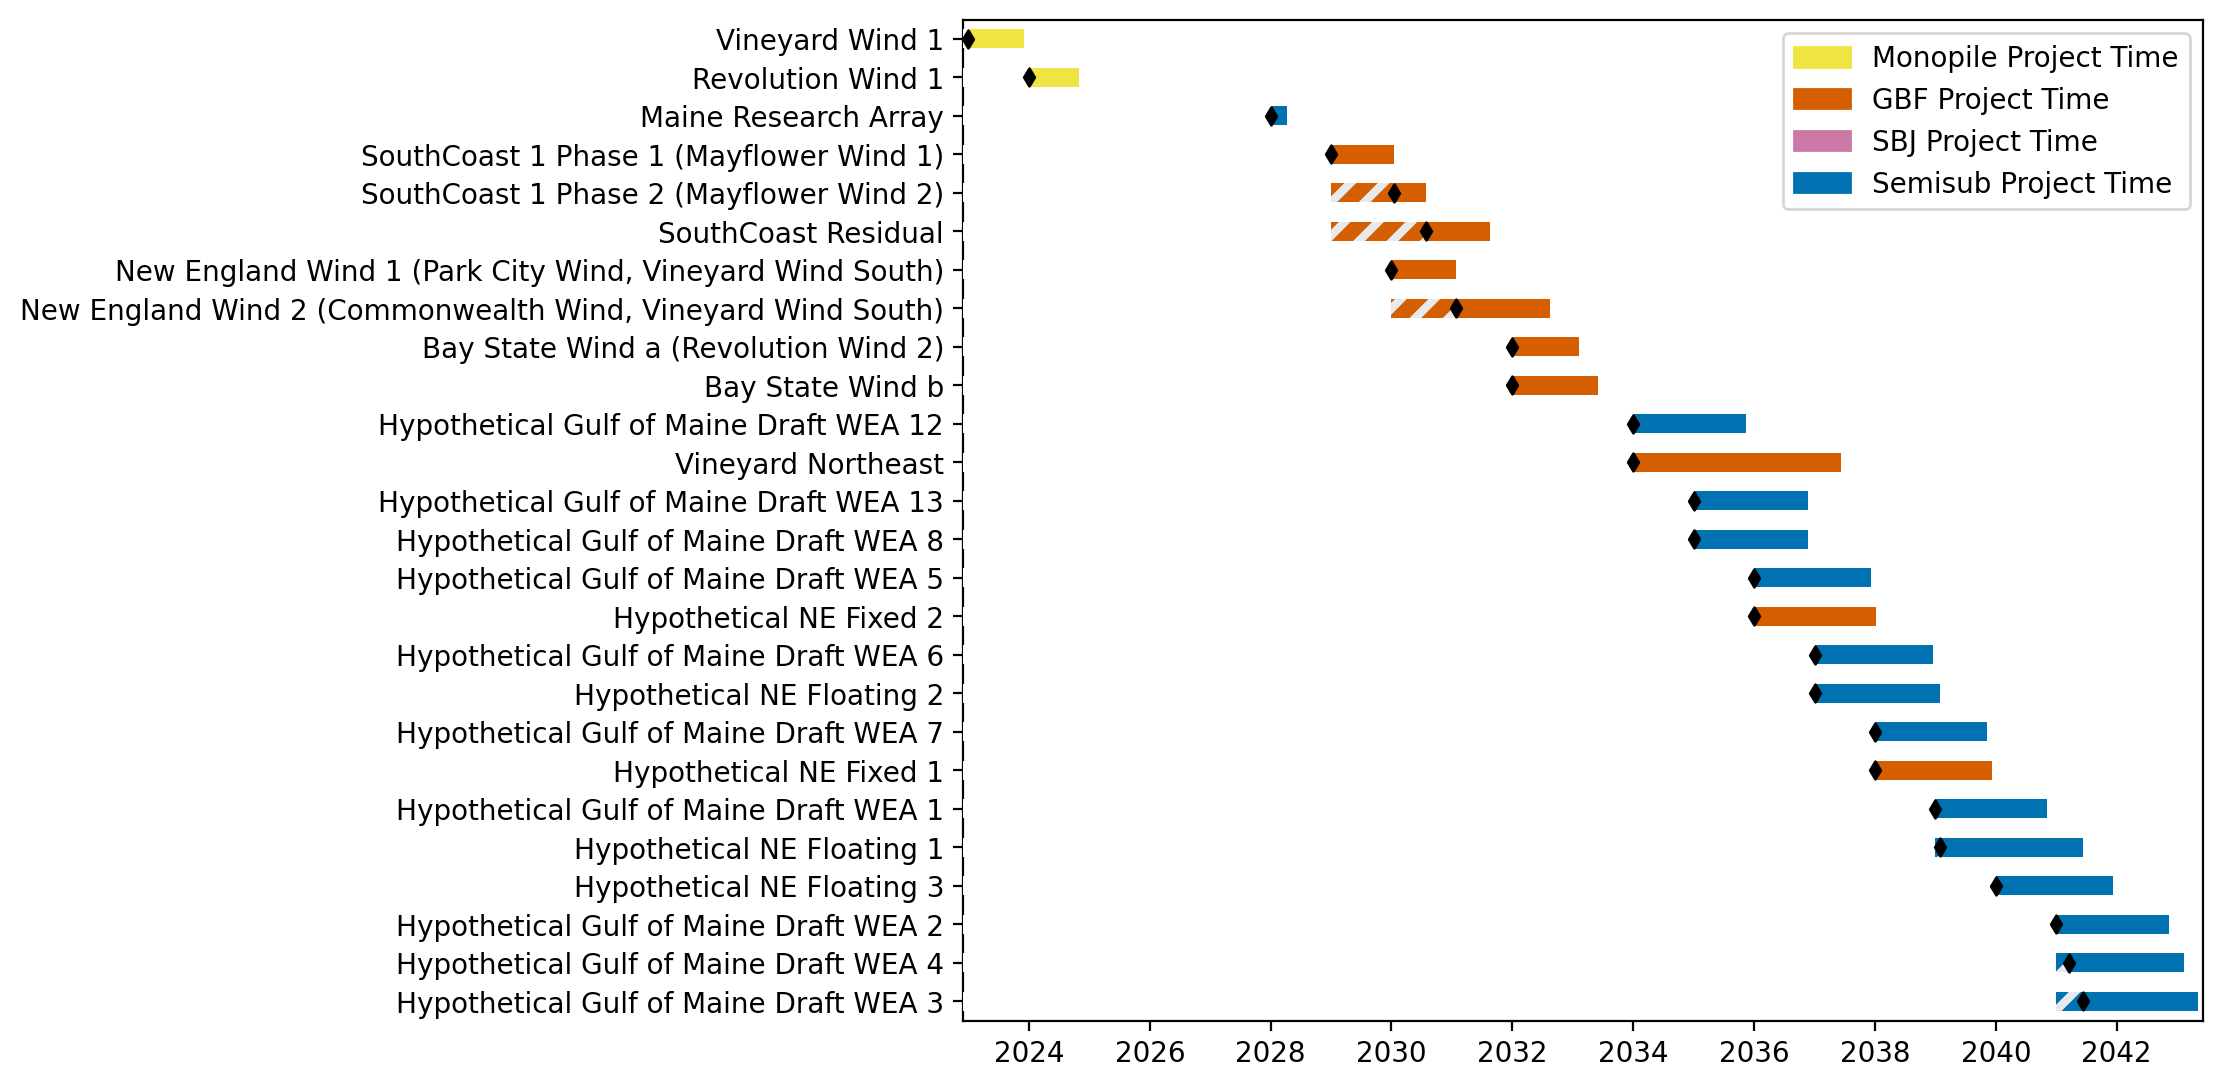 Vineyard Wind 1
Revolution Wind 1
Maine Research Array
SouthCoast 1 Phase 1 (Mayflower Wind 1)
SouthCoast 1 Phase 2 (Mayflower Wind 2)
SouthCoast Residual
New England Wind 1 (Park City Wind, Vineyard Wind South)
New England Wind 2 (Commonwealth Wind, Vineyard Wind South)
Bay State Wind a (Revolution Wind 2)
Bay State Wind b
Hypothetical Gulf of Maine Draft WEA 12
Vineyard Northeast
Hypothetical Gulf of Maine Draft WEA 13
Hypothetical Gulf of Maine Draft WEA 8
Hypothetical Gulf of Maine Draft WEA 5
Hypothetical NE Fixed 2
Hypothetical Gulf of Maine Draft WEA 6
Hypothetical NE Floating 2
Hypothetical Gulf of Maine Draft WEA 7
Hypothetical NE Fixed 1
Hypothetical Gulf of Maine Draft WEA 1
Hypothetical NE Floating 1
Hypothetical NE Floating 3
Hypothetical Gulf of Maine Draft WEA 2
Hypothetical Gulf of Maine Draft WEA 4
Hypothetical Gulf of Maine Draft WEA 3
Monopile Project Time
GBF Project Time
SBJ Project Time
Semisub Project Time
2024 2026 2028 2030 2032 2034 2036 2038 2040 2042